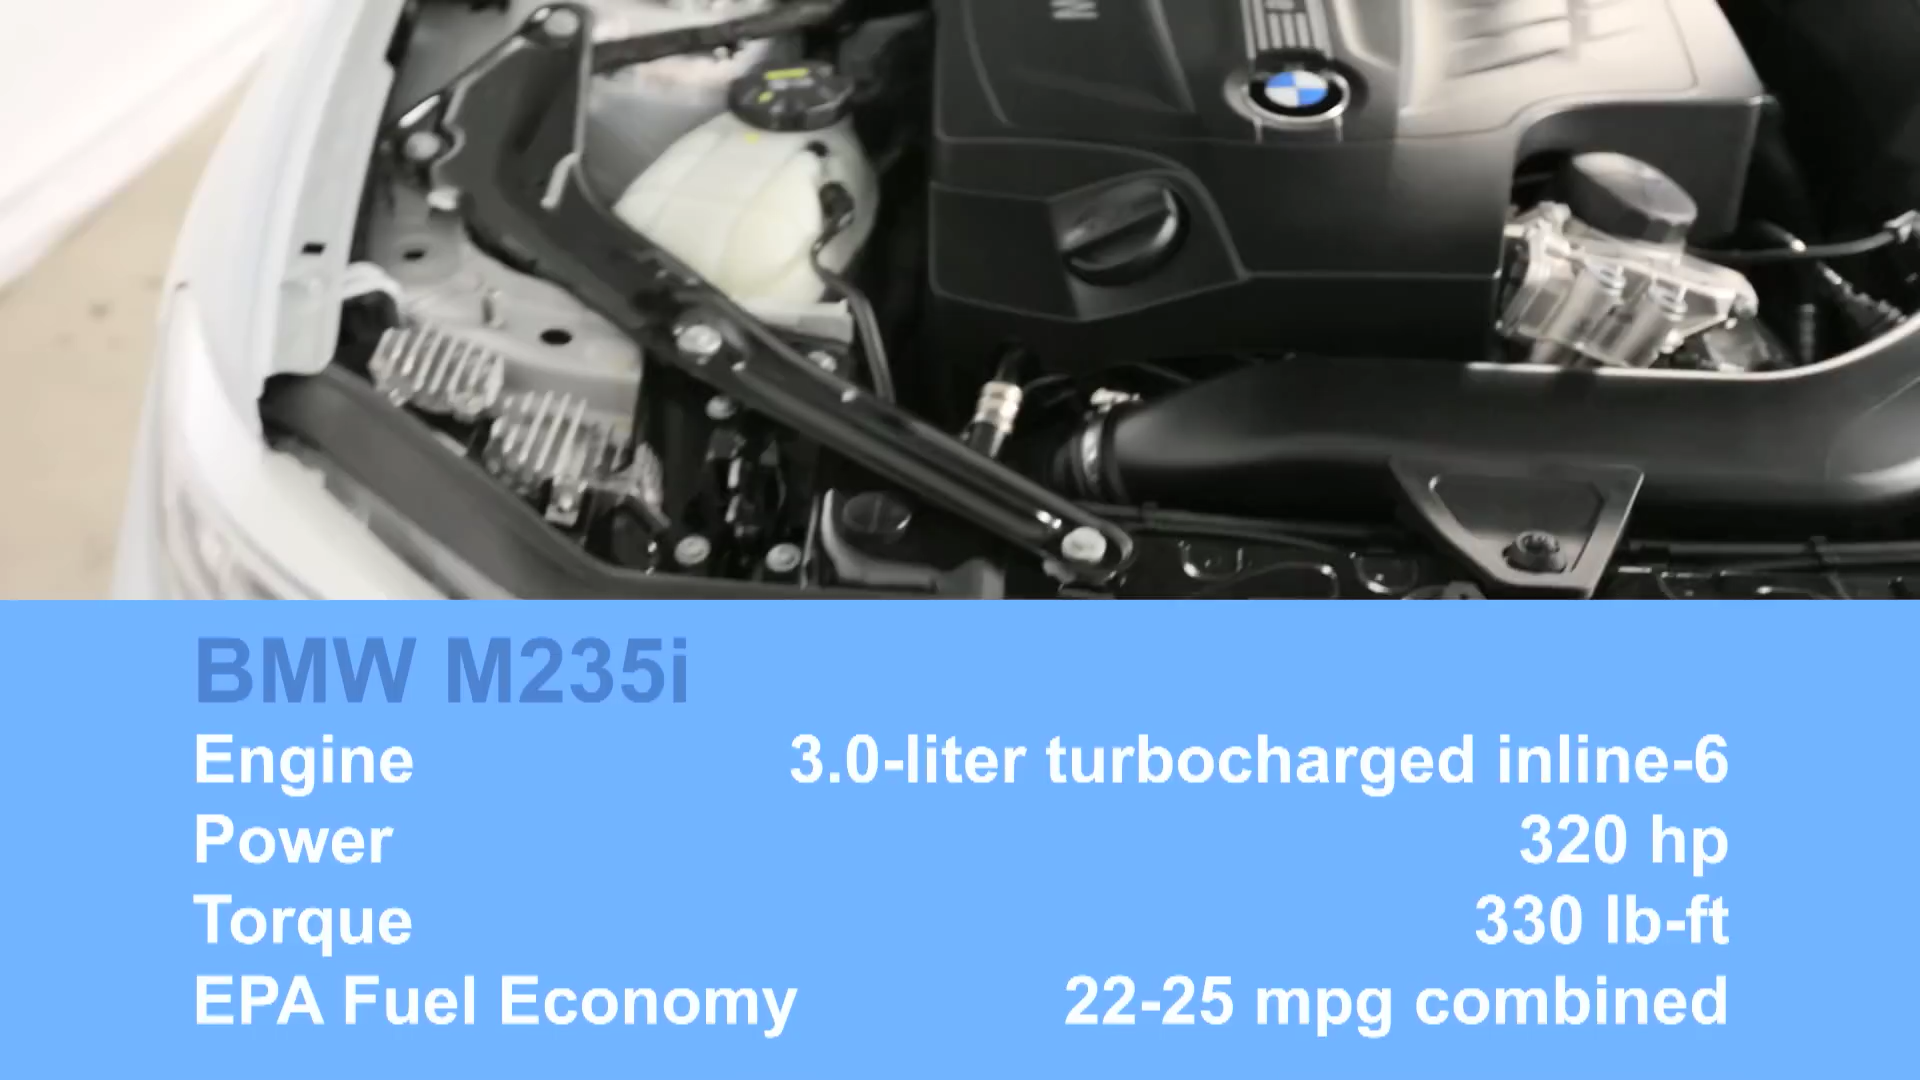 BMW M235i
Engine 3.0-liter turbocharged inline-6
Power 320 hp
Torque 330 lb-ft
EPA Fuel Economy 22-25 mpg combined